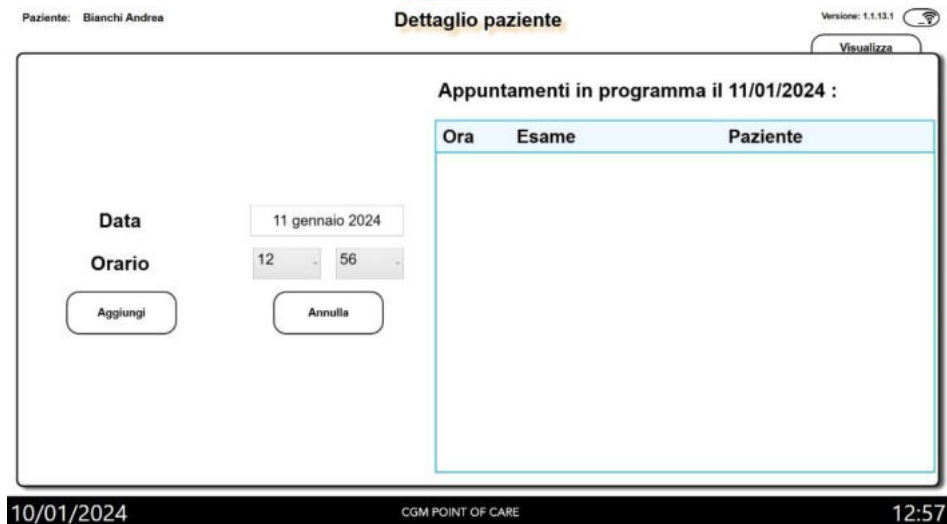 Paziente: Bianchi Andrea
Dettaglio paziente
Versione: 1.1.13.1
Visualizza
Appuntamenti in programma il 11/01/2024 :
Ora Esame Paziente
Data 11 gennaio 2024
Orario 12 56
Aggiungi Annulla
10/01/2024 CGM POINT OF CARE 12:57